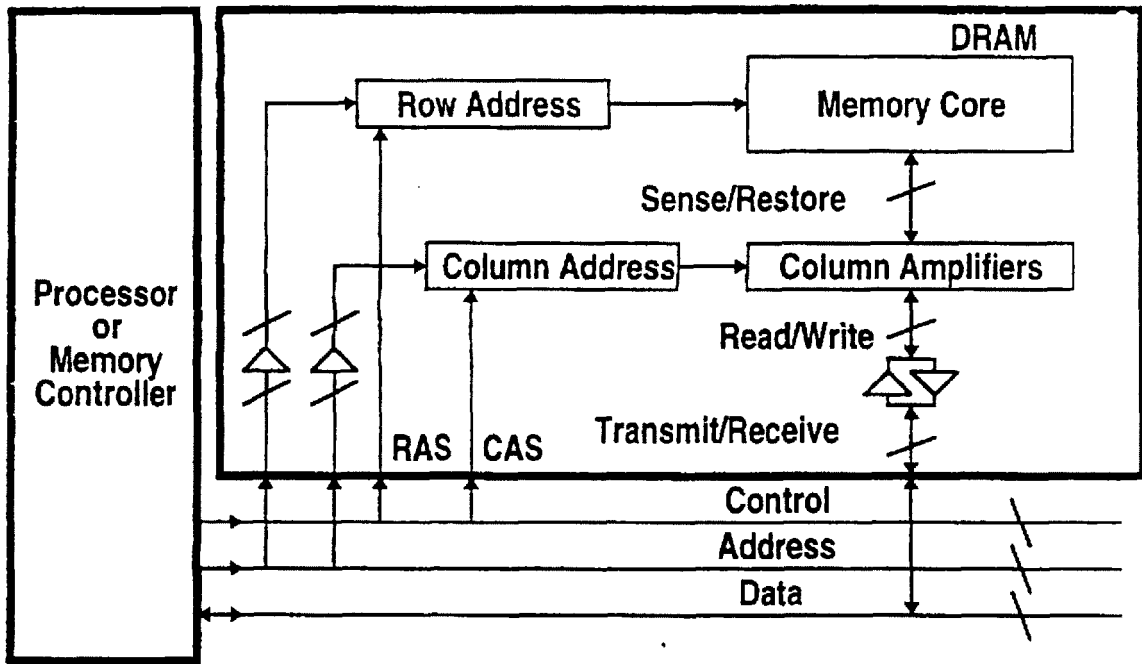 DRAM
Row Address
Memory Core
Sense/Restore
Column Address
Column Amplifiers
Processor
or
Memory
Controller
Read/Write
Transmit/Receive
RAS
CAS
Control
Address
Data